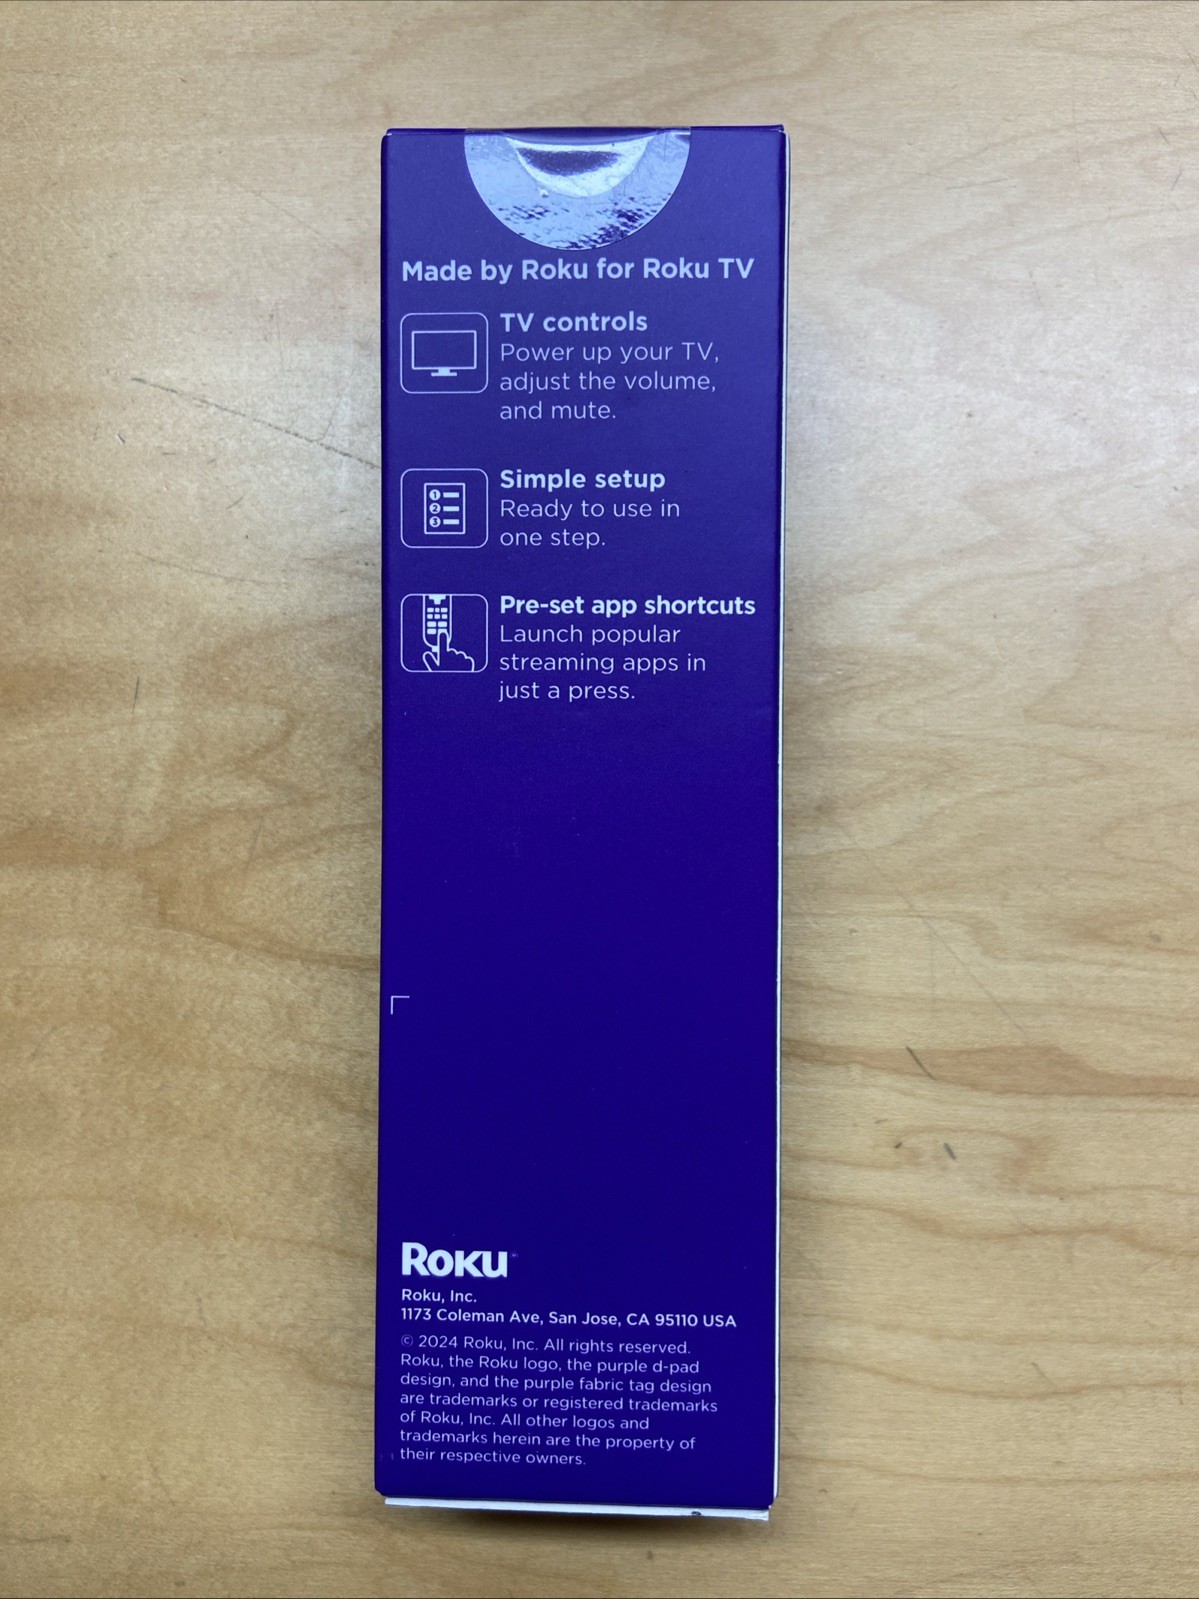 Made by Roku for Roku TV
TV controls
Power up your TV,
adjust the volume,
and mute.
1
2
3
Simple setup
Ready to use in
one step.
Pre-set app shortcuts
Launch popular
streaming apps in
just a press.
ROKU
Roku, Inc.
1173 Coleman Ave, San Jose, CA 95110 USA
© 2024 Roku, Inc. All rights reserved.
Roku, the Roku logo, the purple d-pad
design, and the purple fabric tag design
are trademarks or registered trademarks
of Roku, Inc. All other logos and
trademarks herein are the property of
their respective owners.